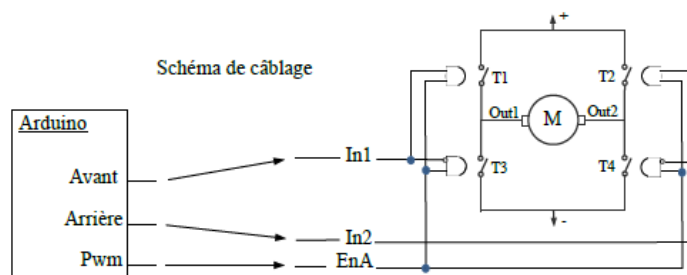 +
Schéma de câblage
T1
T2
Arduino
Out1
M
Out2
In1
T3
T4
Avant
Arrière
In2
-
Pwm
EnA